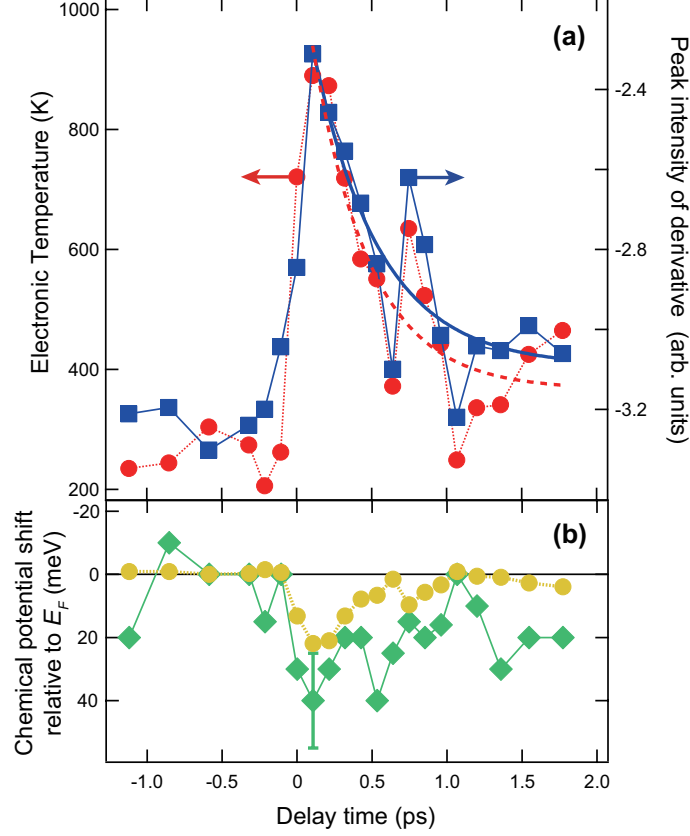 1000
800
600
400
200
Electronic Temperature (K)
(a)
-2.4
-2.8
-3.2
Peak intensity of derivative (arb. units)
-20
0
20
40
Chemical potential shift
relative to E_F (meV)
(b)
-1.0
-0.5
0
0.5
1.0
1.5
2.0
Delay time (ps)